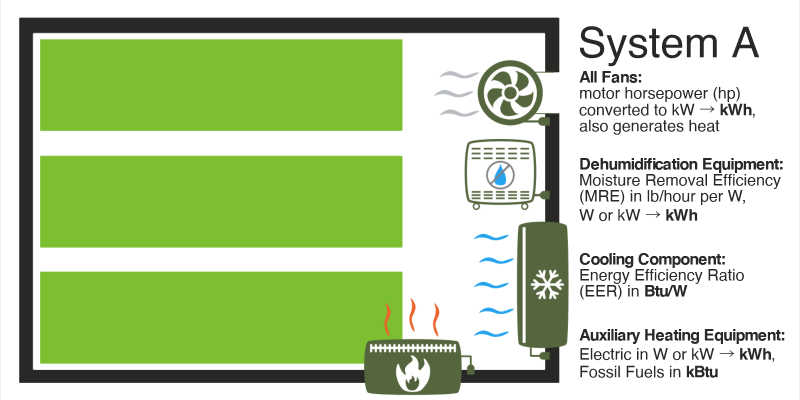 System A
All Fans:
motor horsepower (hp)
converted to kW → kWh,
also generates heat
Dehumidification Equipment:
Moisture Removal Efficiency
(MRE) in lb/hour per W,
W or kW → kWh
Cooling Component:
Energy Efficiency Ratio
(EER) in Btu/W
Auxiliary Heating Equipment:
Electric in W or kW → kWh,
Fossil Fuels in kBtu